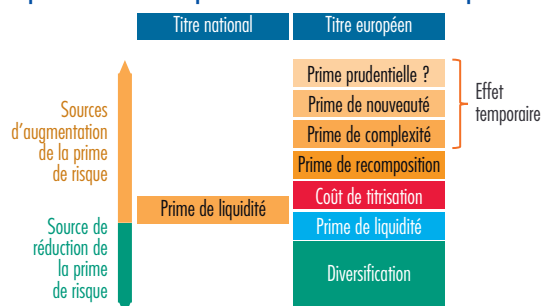 Titre national
Titre européen
Prime prudentielle ?
Prime de nouveauté
Prime de complexité
Prime de recomposition
Coût de titrisation
Prime de liquidité
Diversification
Prime de liquidité
Effet
temporaire
Sources
d'augmentation
de la prime
de risque
Source de
réduction de
la prime
de risque